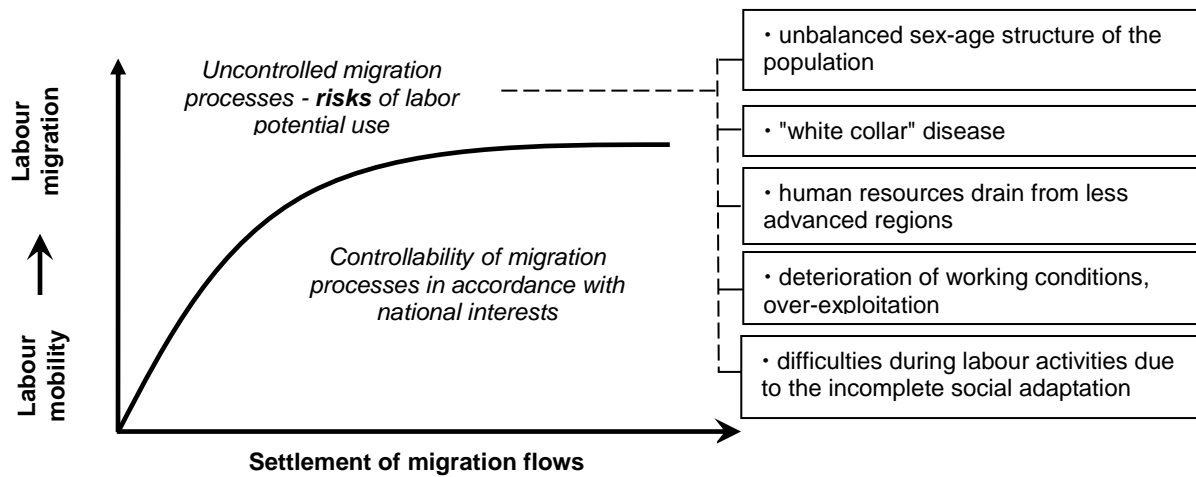 Labour
migration
Labour
mobility
Uncontrolled migration
processes - risks of labor
potential use
Controllability of migration
processes in accordance with
national interests
Settlement of migration flows
· unbalanced sex-age structure of the
population
· "white collar" disease
· human resources drain from less
advanced regions
· deterioration of working conditions,
over-exploitation
· difficulties during labour activities due
to the incomplete social adaptation